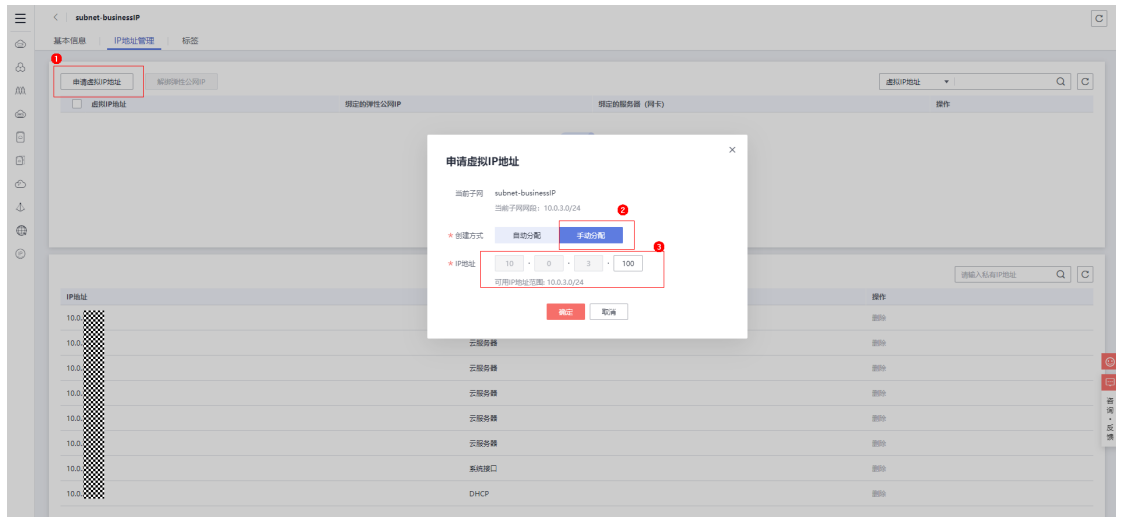 subnet-businessIP
基本信息 IP地址管理 标签
1
申请虚拟IP地址 解绑弹性公网IP 虚拟IP地址
虚拟IP地址 绑定的弹性公网IP 绑定的服务器（网卡） 操作
申请虚拟IP地址
当前子网 subnet-businessIP
当前子网网段：10.0.3.0/24
2
* 创建方式 自动分配 手动分配
3
* IP地址 10 · 0 · 3 · 100
可用IP地址范围: 10.0.3.0/24
确定 取消
请输入私有IP地址
IP地址 操作
10.0. 删除
10.0. 云服务器 删除
10.0. 云服务器 删除
10.0. 云服务器 删除
10.0. 云服务器 删除
10.0. 云服务器 删除
10.0. 系统接口 删除
10.0. DHCP 删除
咨询·反馈